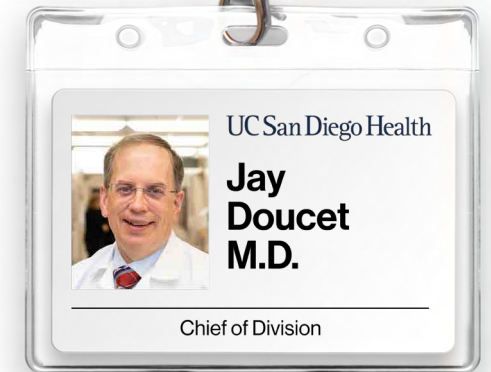 UC San Diego Health
Jay
Doucet
M.D.
Chief of Division